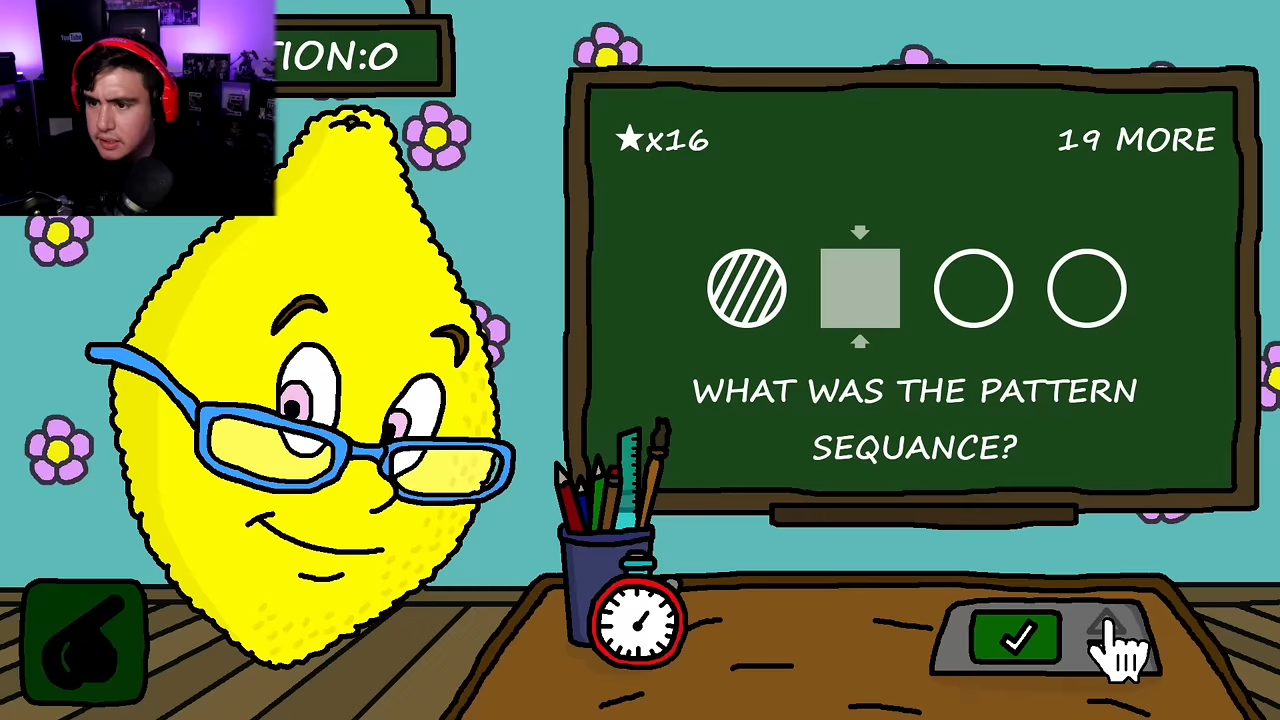 TION:0
★x16
19 MORE
WHAT WAS THE PATTERN
SEQUANCE?